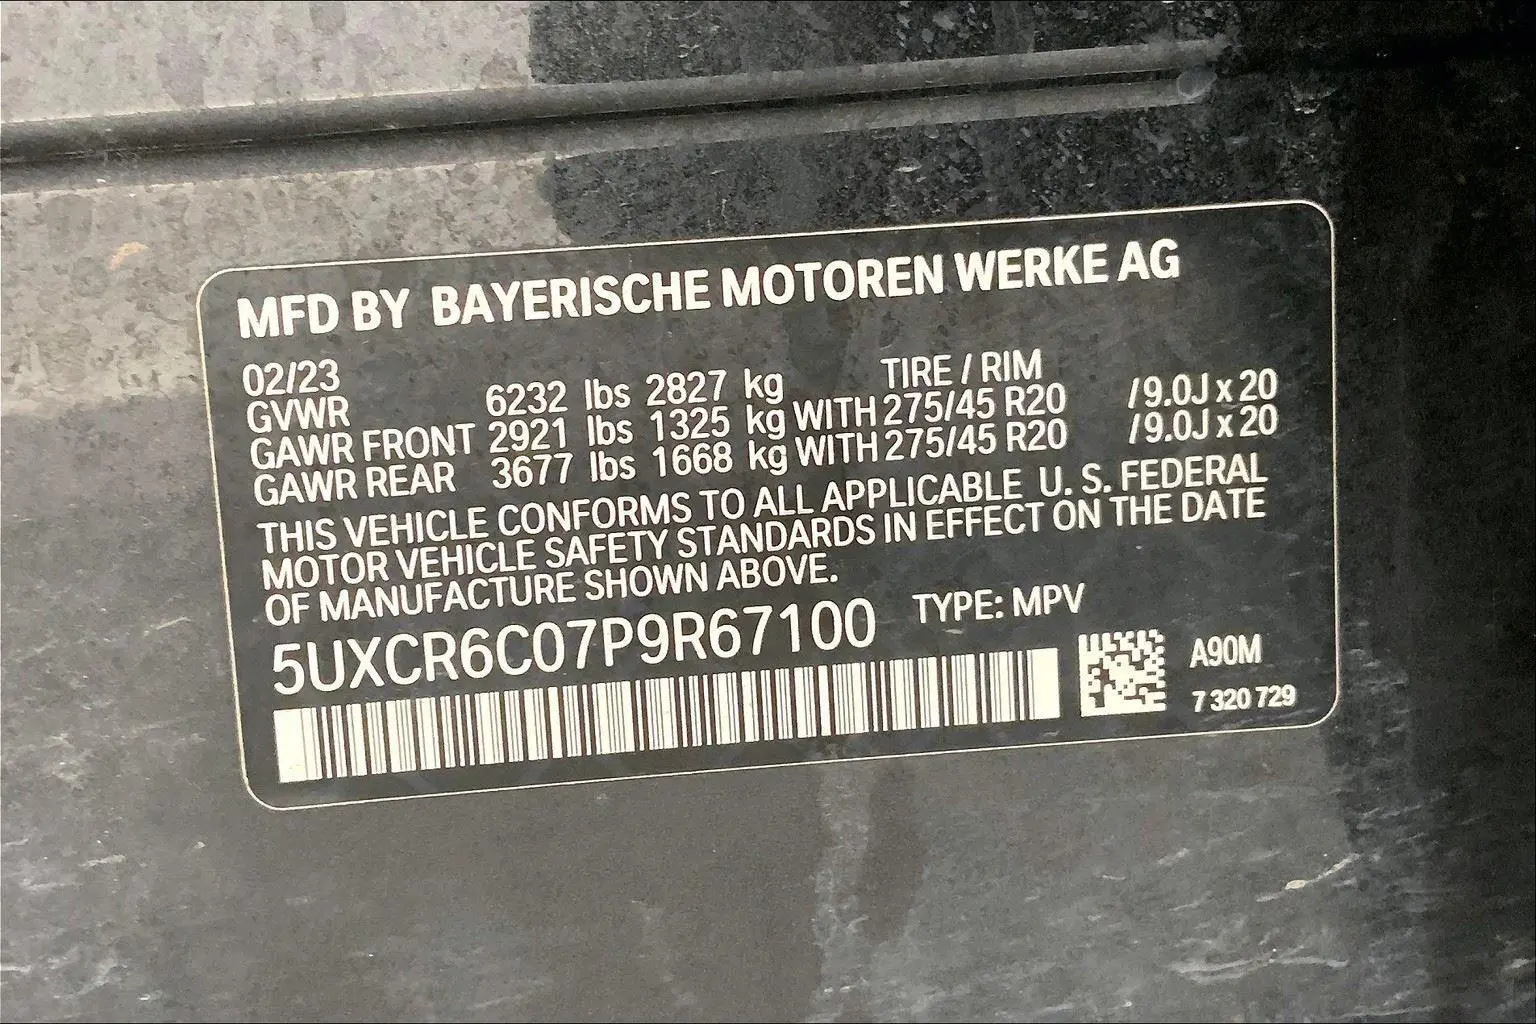 MFD BY BAYERISCHE MOTOREN WERKE AG
02/23 TIRE / RIM
GVWR 6232 lbs 2827 kg
GAWR FRONT 2921 lbs 1325 kg WITH 275/45 R20 /9.0J x 20
GAWR REAR 3677 lbs 1668 kg WITH 275/45 R20 /9.0J x 20
THIS VEHICLE CONFORMS TO ALL APPLICABLE U. S. FEDERAL
MOTOR VEHICLE SAFETY STANDARDS IN EFFECT ON THE DATE
OF MANUFACTURE SHOWN ABOVE.
5UXCR6C07P9R67100 TYPE: MPV
A90M
7 320 729